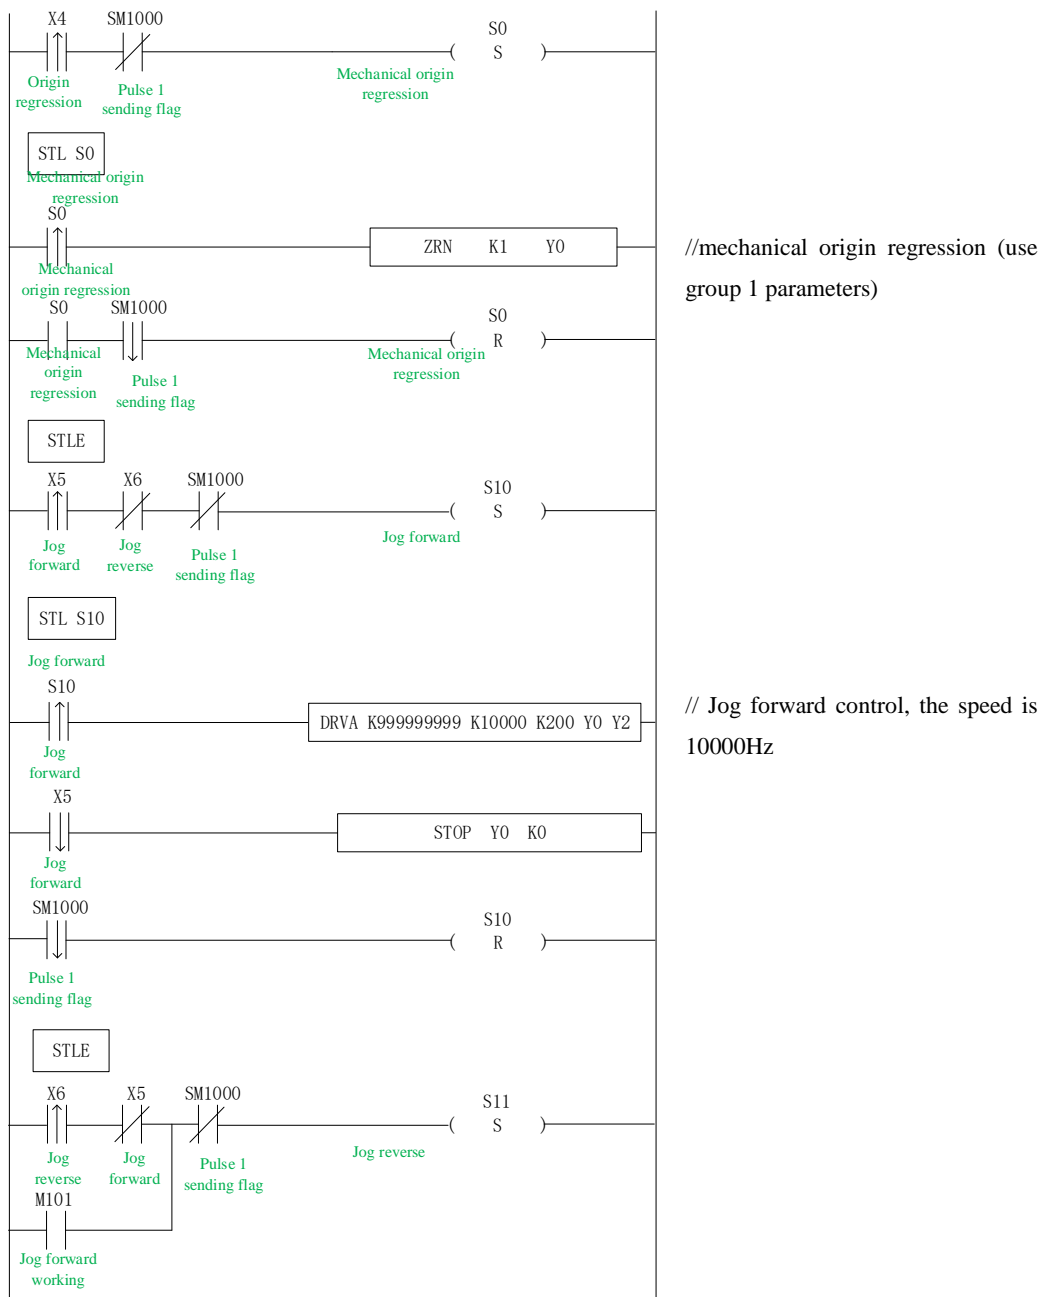 X4 SM1000
S0
( S )
Origin
regression
Pulse 1
sending flag
Mechanical origin
regression
STL S0
Mechanical origin
regression
S0
ZRN K1 Y0
Mechanical
origin regression
//mechanical origin regression (use
group 1 parameters)
S0 SM1000
S0
( R )
Mechanical
origin
regression
Pulse 1
sending flag
Mechanical origin
regression
STLE
X5 X6 SM1000
S10
( S )
Jog
forward
Jog
reverse
Pulse 1
sending flag
Jog forward
STL S10
Jog forward
S10
DRVA K999999999 K10000 K200 Y0 Y2
Jog
forward
// Jog forward control, the speed is
10000Hz
X5
STOP Y0 K0
Jog
forward
SM1000
S10
( R )
Pulse 1
sending flag
STLE
X6 X5 SM1000
S11
( S )
Jog
reverse
Jog
forward
Pulse 1
sending flag
Jog reverse
M101
Jog forward
working